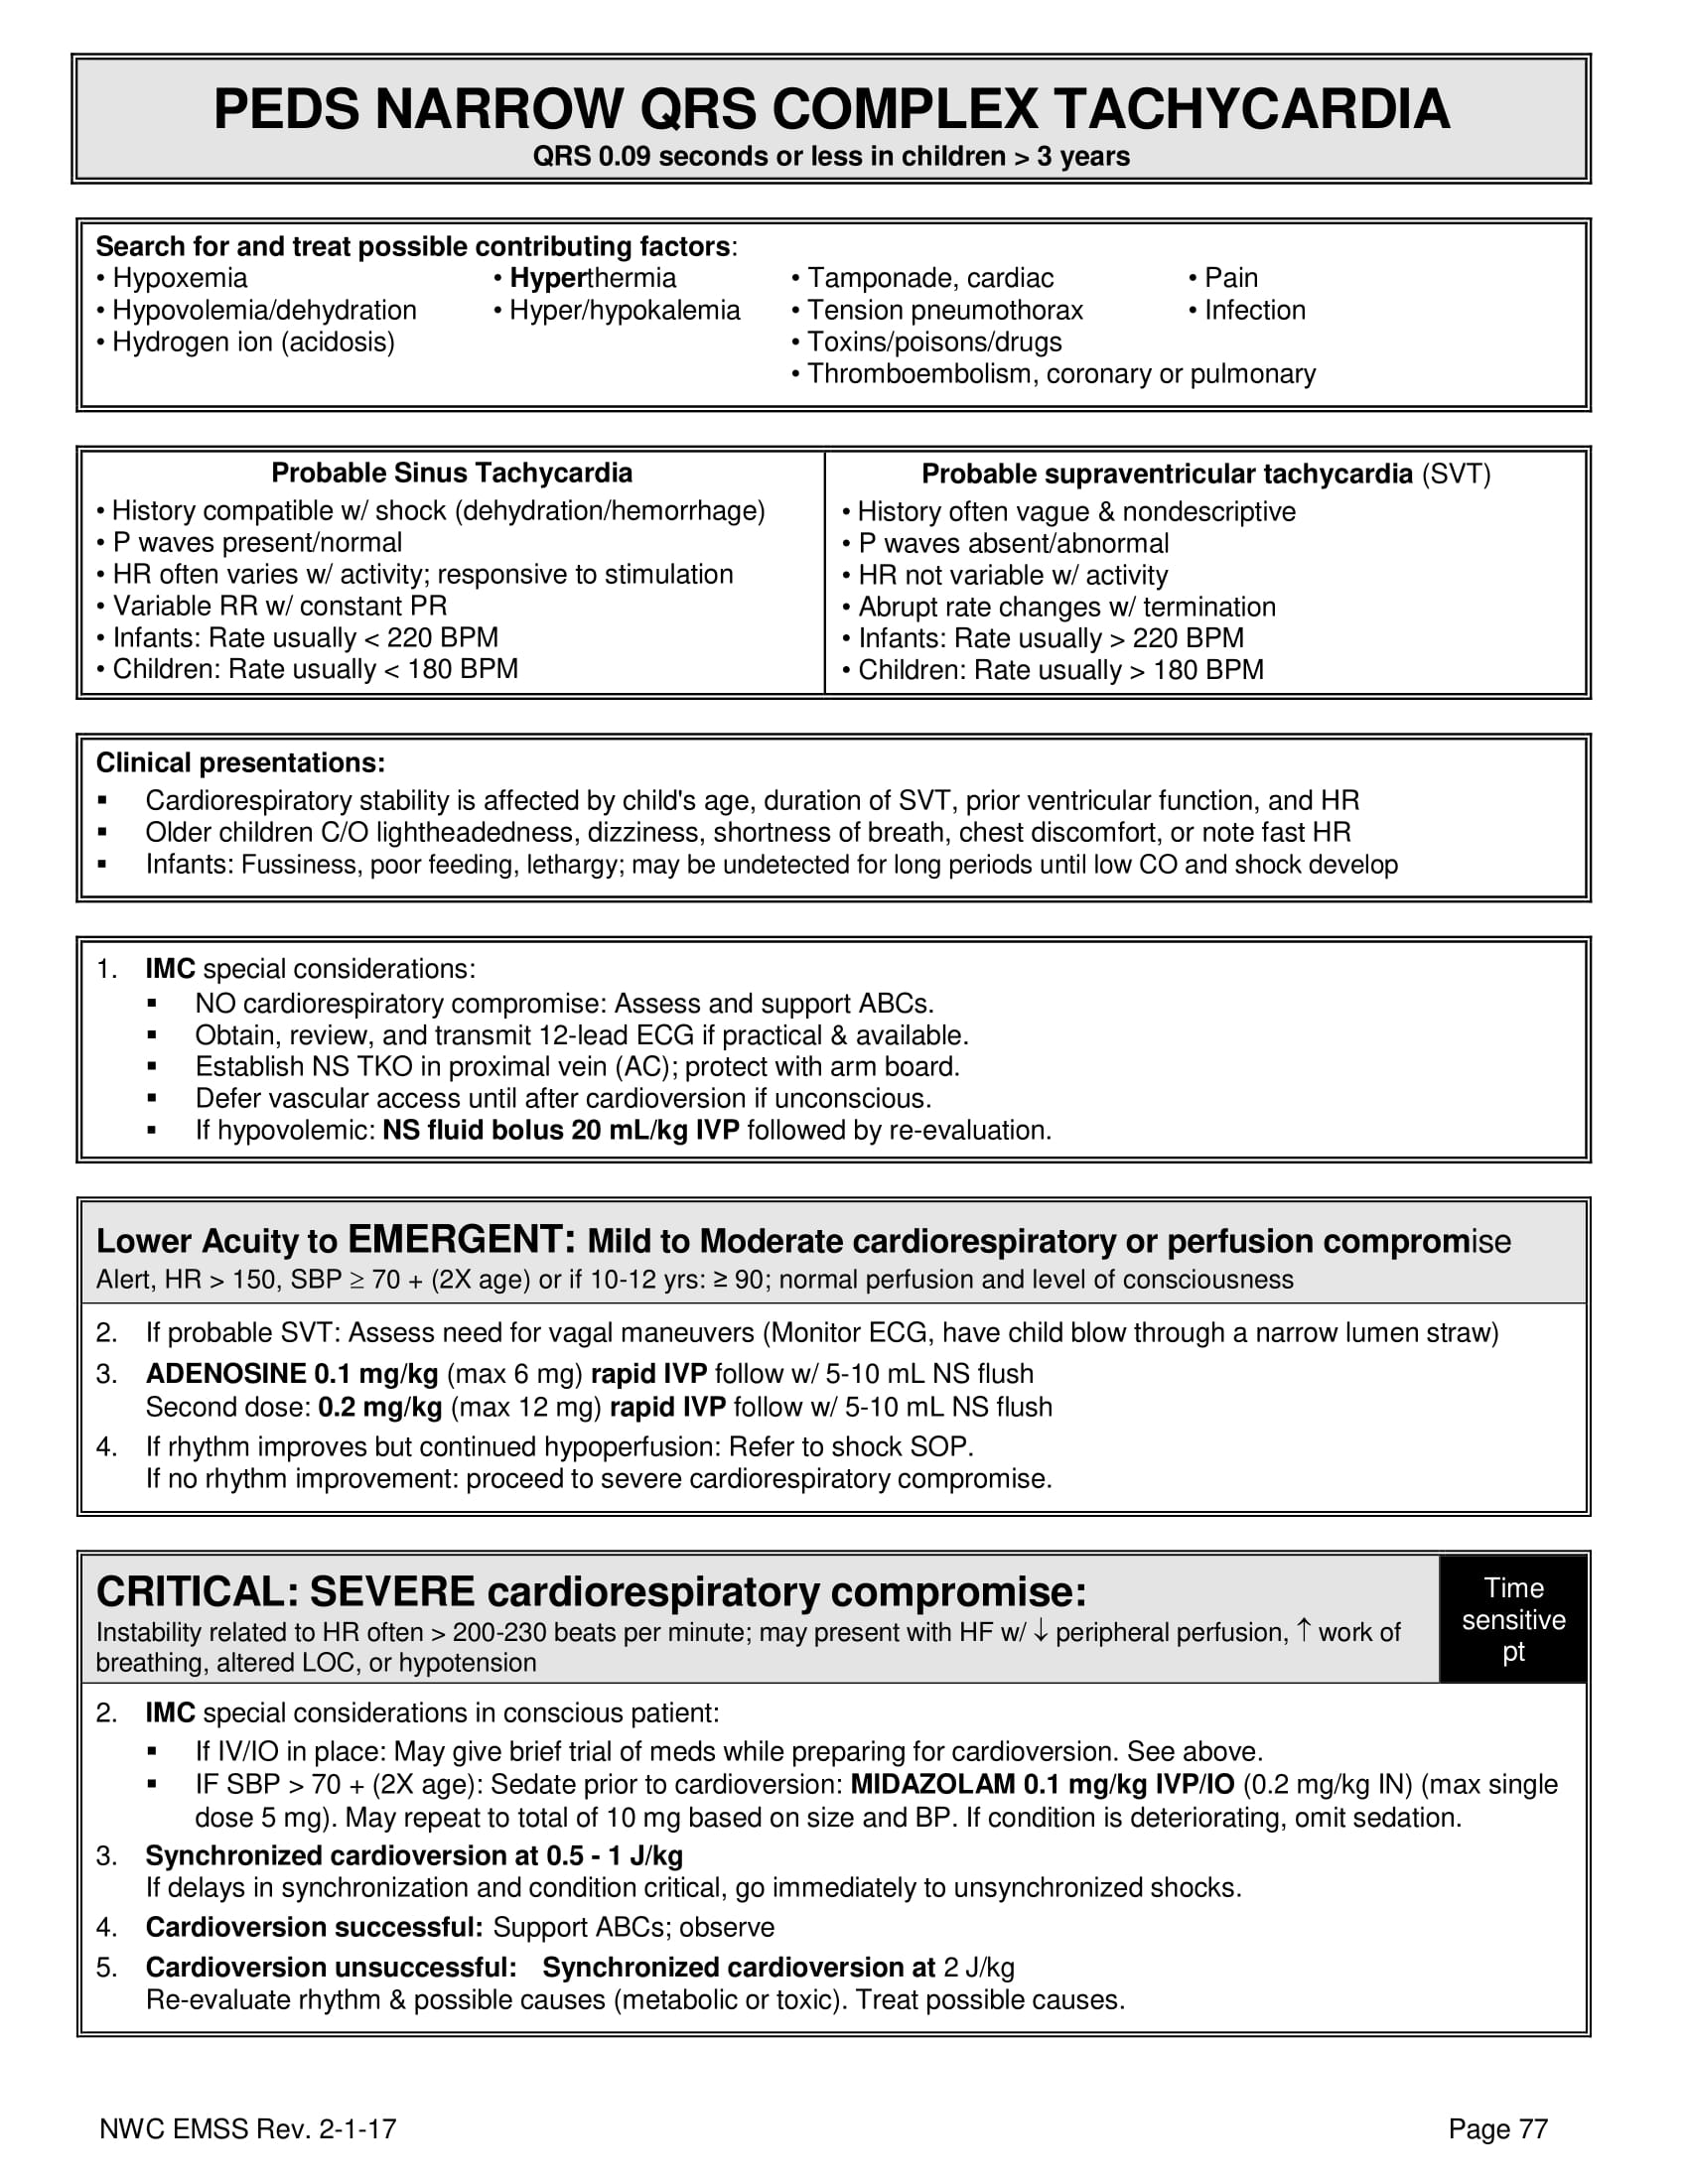 PEDS NARROW QRS COMPLEX TACHYCARDIA
QRS 0.09 seconds or less in children > 3 years
Search for and treat possible contributing factors:
• Hypoxemia
• Hypovolemia/dehydration
• Hydrogen ion (acidosis)
• Hyperthermia
• Hyper/hypokalemia
• Tamponade, cardiac
• Tension pneumothorax
• Toxins/poisons/drugs
• Thromboembolism, coronary or pulmonary
• Pain
• Infection
Probable Sinus Tachycardia
• History compatible w/ shock (dehydration/hemorrhage)
• P waves present/normal
• HR often varies w/ activity; responsive to stimulation
• Variable RR w/ constant PR
• Infants: Rate usually < 220 BPM
• Children: Rate usually < 180 BPM
Probable supraventricular tachycardia (SVT)
• History often vague & nondescriptive
• P waves absent/abnormal
• HR not variable w/ activity
• Abrupt rate changes w/ termination
• Infants: Rate usually > 220 BPM
• Children: Rate usually > 180 BPM
Clinical presentations:
▪ Cardiorespiratory stability is affected by child's age, duration of SVT, prior ventricular function, and HR
▪ Older children C/O lightheadedness, dizziness, shortness of breath, chest discomfort, or note fast HR
▪ Infants: Fussiness, poor feeding, lethargy; may be undetected for long periods until low CO and shock develop
1. IMC special considerations:
▪ NO cardiorespiratory compromise: Assess and support ABCs.
▪ Obtain, review, and transmit 12-lead ECG if practical & available.
▪ Establish NS TKO in proximal vein (AC); protect with arm board.
▪ Defer vascular access until after cardioversion if unconscious.
▪ If hypovolemic: NS fluid bolus 20 mL/kg IVP followed by re-evaluation.
Lower Acuity to EMERGENT: Mild to Moderate cardiorespiratory or perfusion compromise
Alert, HR > 150, SBP ≥ 70 + (2X age) or if 10-12 yrs: ≥ 90; normal perfusion and level of consciousness
2. If probable SVT: Assess need for vagal maneuvers (Monitor ECG, have child blow through a narrow lumen straw)
3. ADENOSINE 0.1 mg/kg (max 6 mg) rapid IVP follow w/ 5-10 mL NS flush
Second dose: 0.2 mg/kg (max 12 mg) rapid IVP follow w/ 5-10 mL NS flush
4. If rhythm improves but continued hypoperfusion: Refer to shock SOP.
If no rhythm improvement: proceed to severe cardiorespiratory compromise.
CRITICAL: SEVERE cardiorespiratory compromise:
Instability related to HR often > 200-230 beats per minute; may present with HF w/ ↓ peripheral perfusion, ↑ work of
breathing, altered LOC, or hypotension
Time
sensitive
pt
2. IMC special considerations in conscious patient:
▪ If IV/IO in place: May give brief trial of meds while preparing for cardioversion. See above.
▪ IF SBP > 70 + (2X age): Sedate prior to cardioversion: MIDAZOLAM 0.1 mg/kg IVP/IO (0.2 mg/kg IN) (max single
dose 5 mg). May repeat to total of 10 mg based on size and BP. If condition is deteriorating, omit sedation.
3. Synchronized cardioversion at 0.5 - 1 J/kg
If delays in synchronization and condition critical, go immediately to unsynchronized shocks.
4. Cardioversion successful: Support ABCs; observe
5. Cardioversion unsuccessful: Synchronized cardioversion at 2 J/kg
Re-evaluate rhythm & possible causes (metabolic or toxic). Treat possible causes.
NWC EMSS Rev. 2-1-17
Page 77